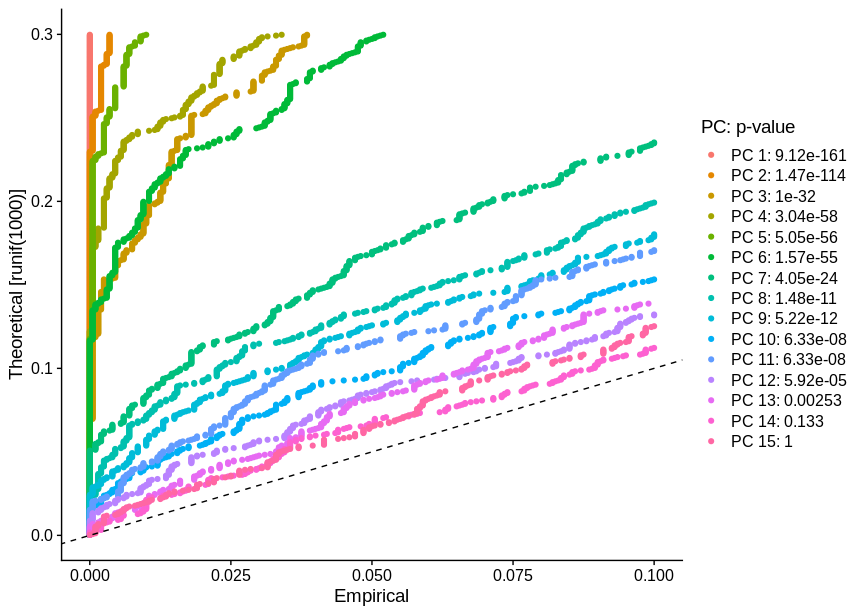 0.3
0.2
0.1
0.0
Theoretical [runif(1000)]
0.000 0.025 0.050 0.075 0.100
Empirical
PC: p-value
PC 1: 9.12e-161
PC 2: 1.47e-114
PC 3: 1e-32
PC 4: 3.04e-58
PC 5: 5.05e-56
PC 6: 1.57e-55
PC 7: 4.05e-24
PC 8: 1.48e-11
PC 9: 5.22e-12
PC 10: 6.33e-08
PC 11: 6.33e-08
PC 12: 5.92e-05
PC 13: 0.00253
PC 14: 0.133
PC 15: 1